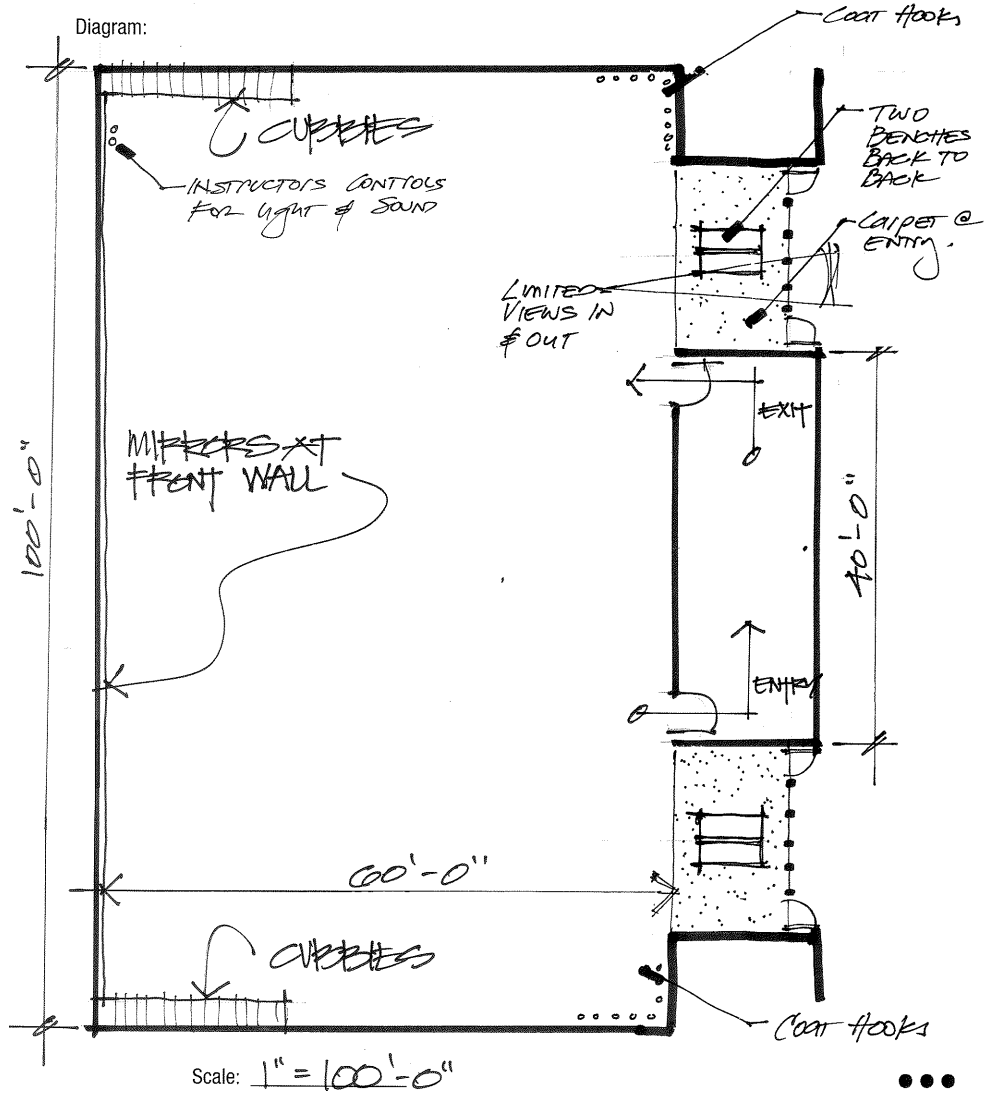 Diagram:
COAT HOOKS
CUBBIES
TWO
BENCHES
BACK TO
BACK
INSTRUCTORS CONTROLS
FOR LIGHT & SOUND
CARPET @
ENTRY.
LIMITED
VIEWS IN
& OUT
EXIT
MIRRORS AT
FRONT WALL
100'-0"
40'-0"
ENTRY
60'-0"
CUBBIES
COAT HOOKS
Scale: 1" = 100'-0"